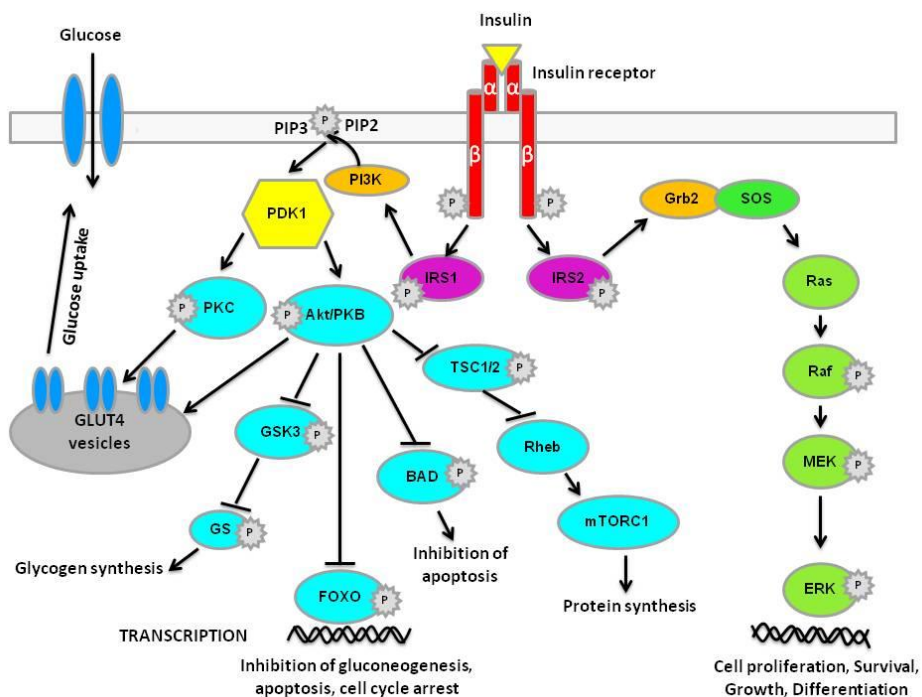 Insulin
Glucose
Insulin receptor
α
α
PIP3
P
PIP2
β
β
PI3K
P
P
Grb2
SOS
PDK1
Glucose uptake
IRS1
P
IRS2
P
Ras
P
PKC
P
Akt/PKB
TSC1/2
P
Raf
P
GLUT4
vesicles
GSK3
P
Rheb
BAD
P
MEK
P
GS
P
mTORC1
Glycogen synthesis
Inhibition of
apoptosis
FOXO
P
Protein synthesis
ERK
P
TRANSCRIPTION
Inhibition of gluconeogenesis,
apoptosis, cell cycle arrest
Cell proliferation, Survival,
Growth, Differentiation